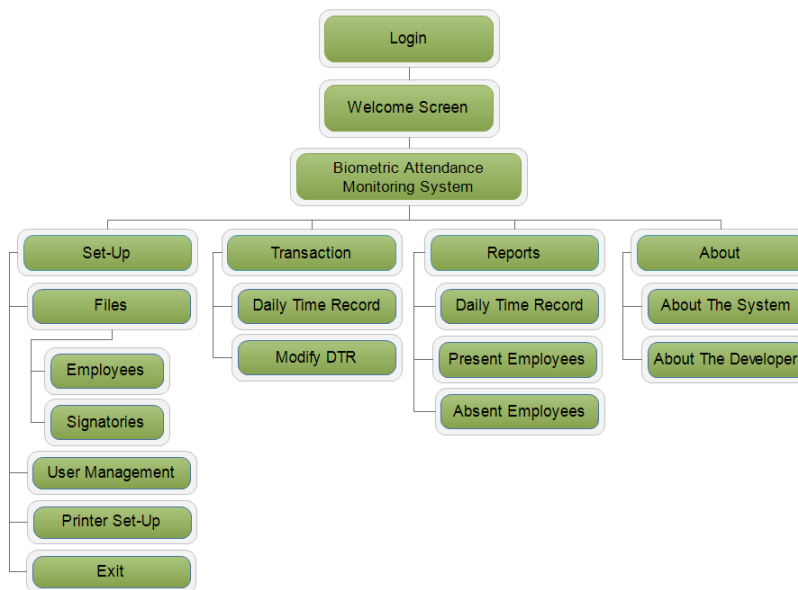 Login
Welcome Screen
Biometric Attendance
Monitoring System
Set-Up
Files
Employees
Signatories
User Management
Printer Set-Up
Exit
Transaction
Daily Time Record
Modify DTR
Reports
Daily Time Record
Present Employees
Absent Employees
About
About The System
About The Developer